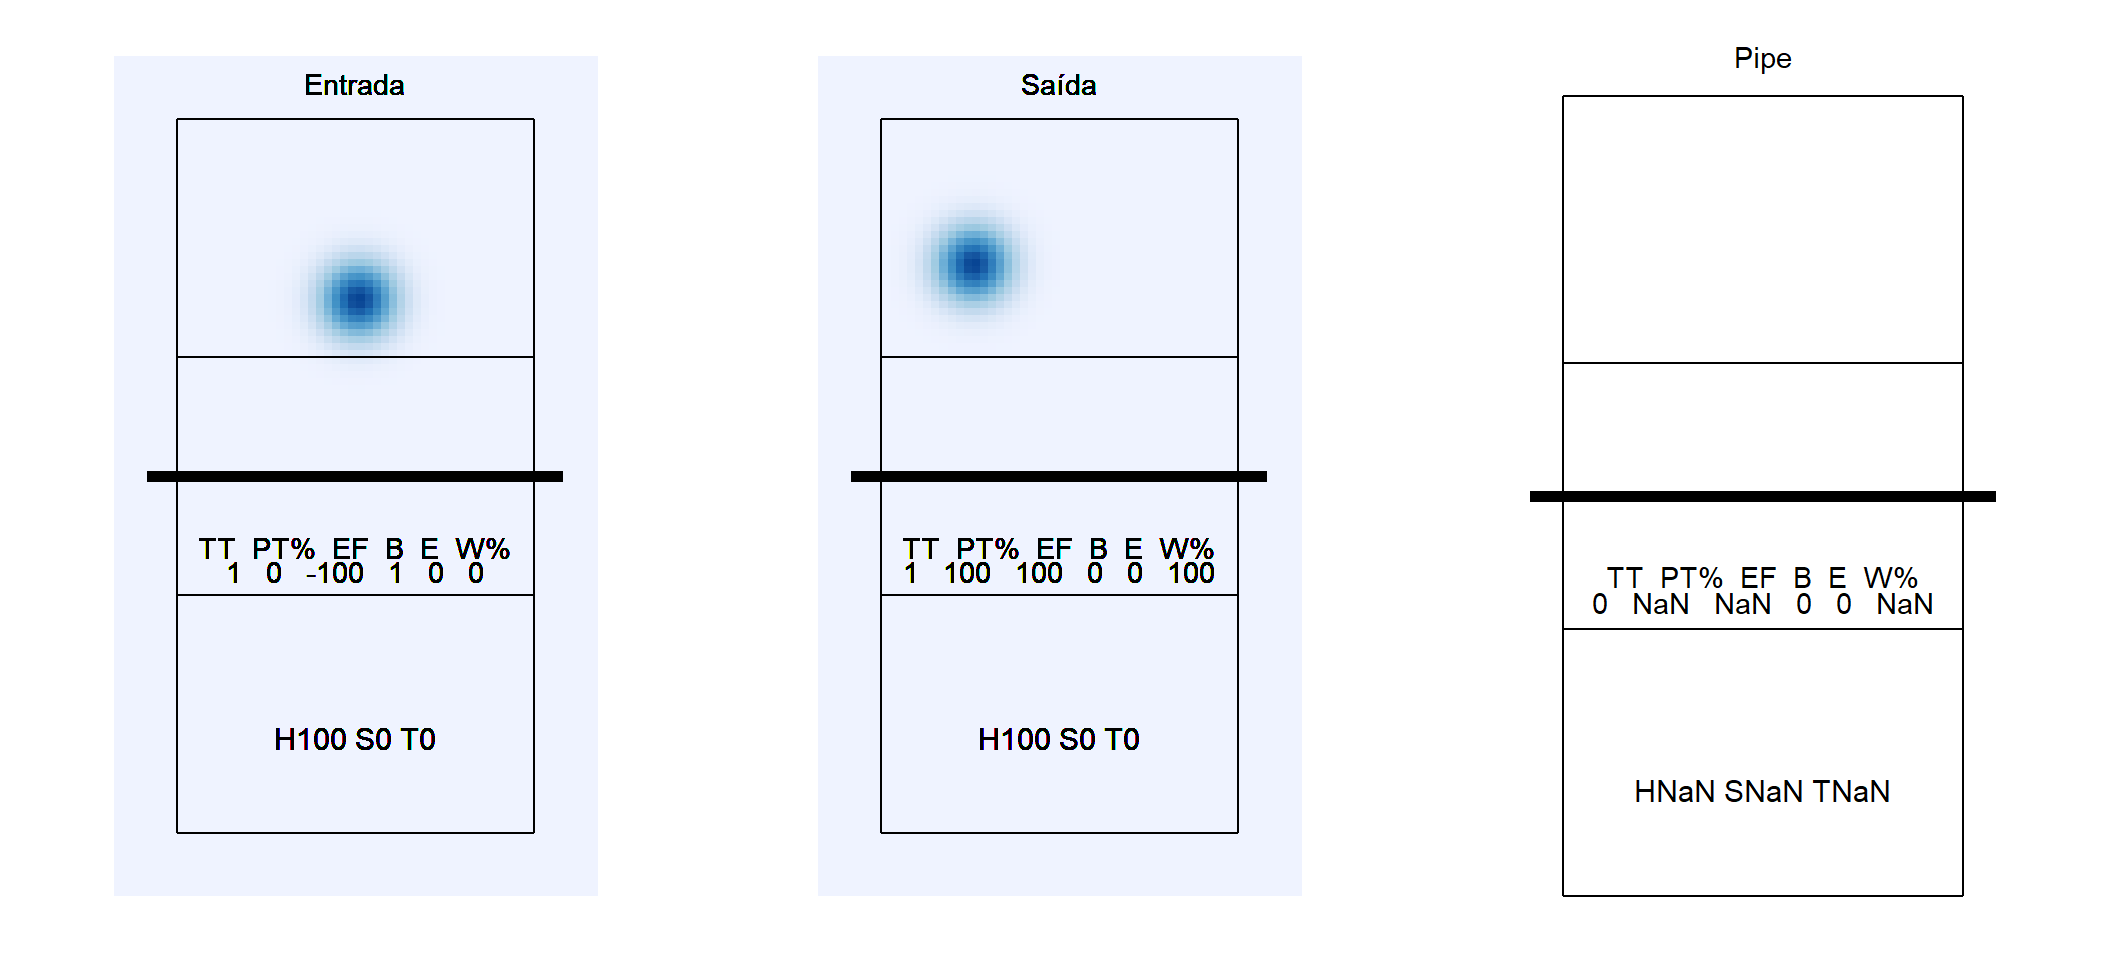 Entrada
TT PT% EF B E W%
1 0 -100 1 0 0
H100 S0 T0
Saída
TT PT% EF B E W%
1 100 100 0 0 100
H100 S0 T0
Pipe
TT PT% EF B E W%
0 NaN NaN 0 0 NaN
HNaN SNaN TNaN